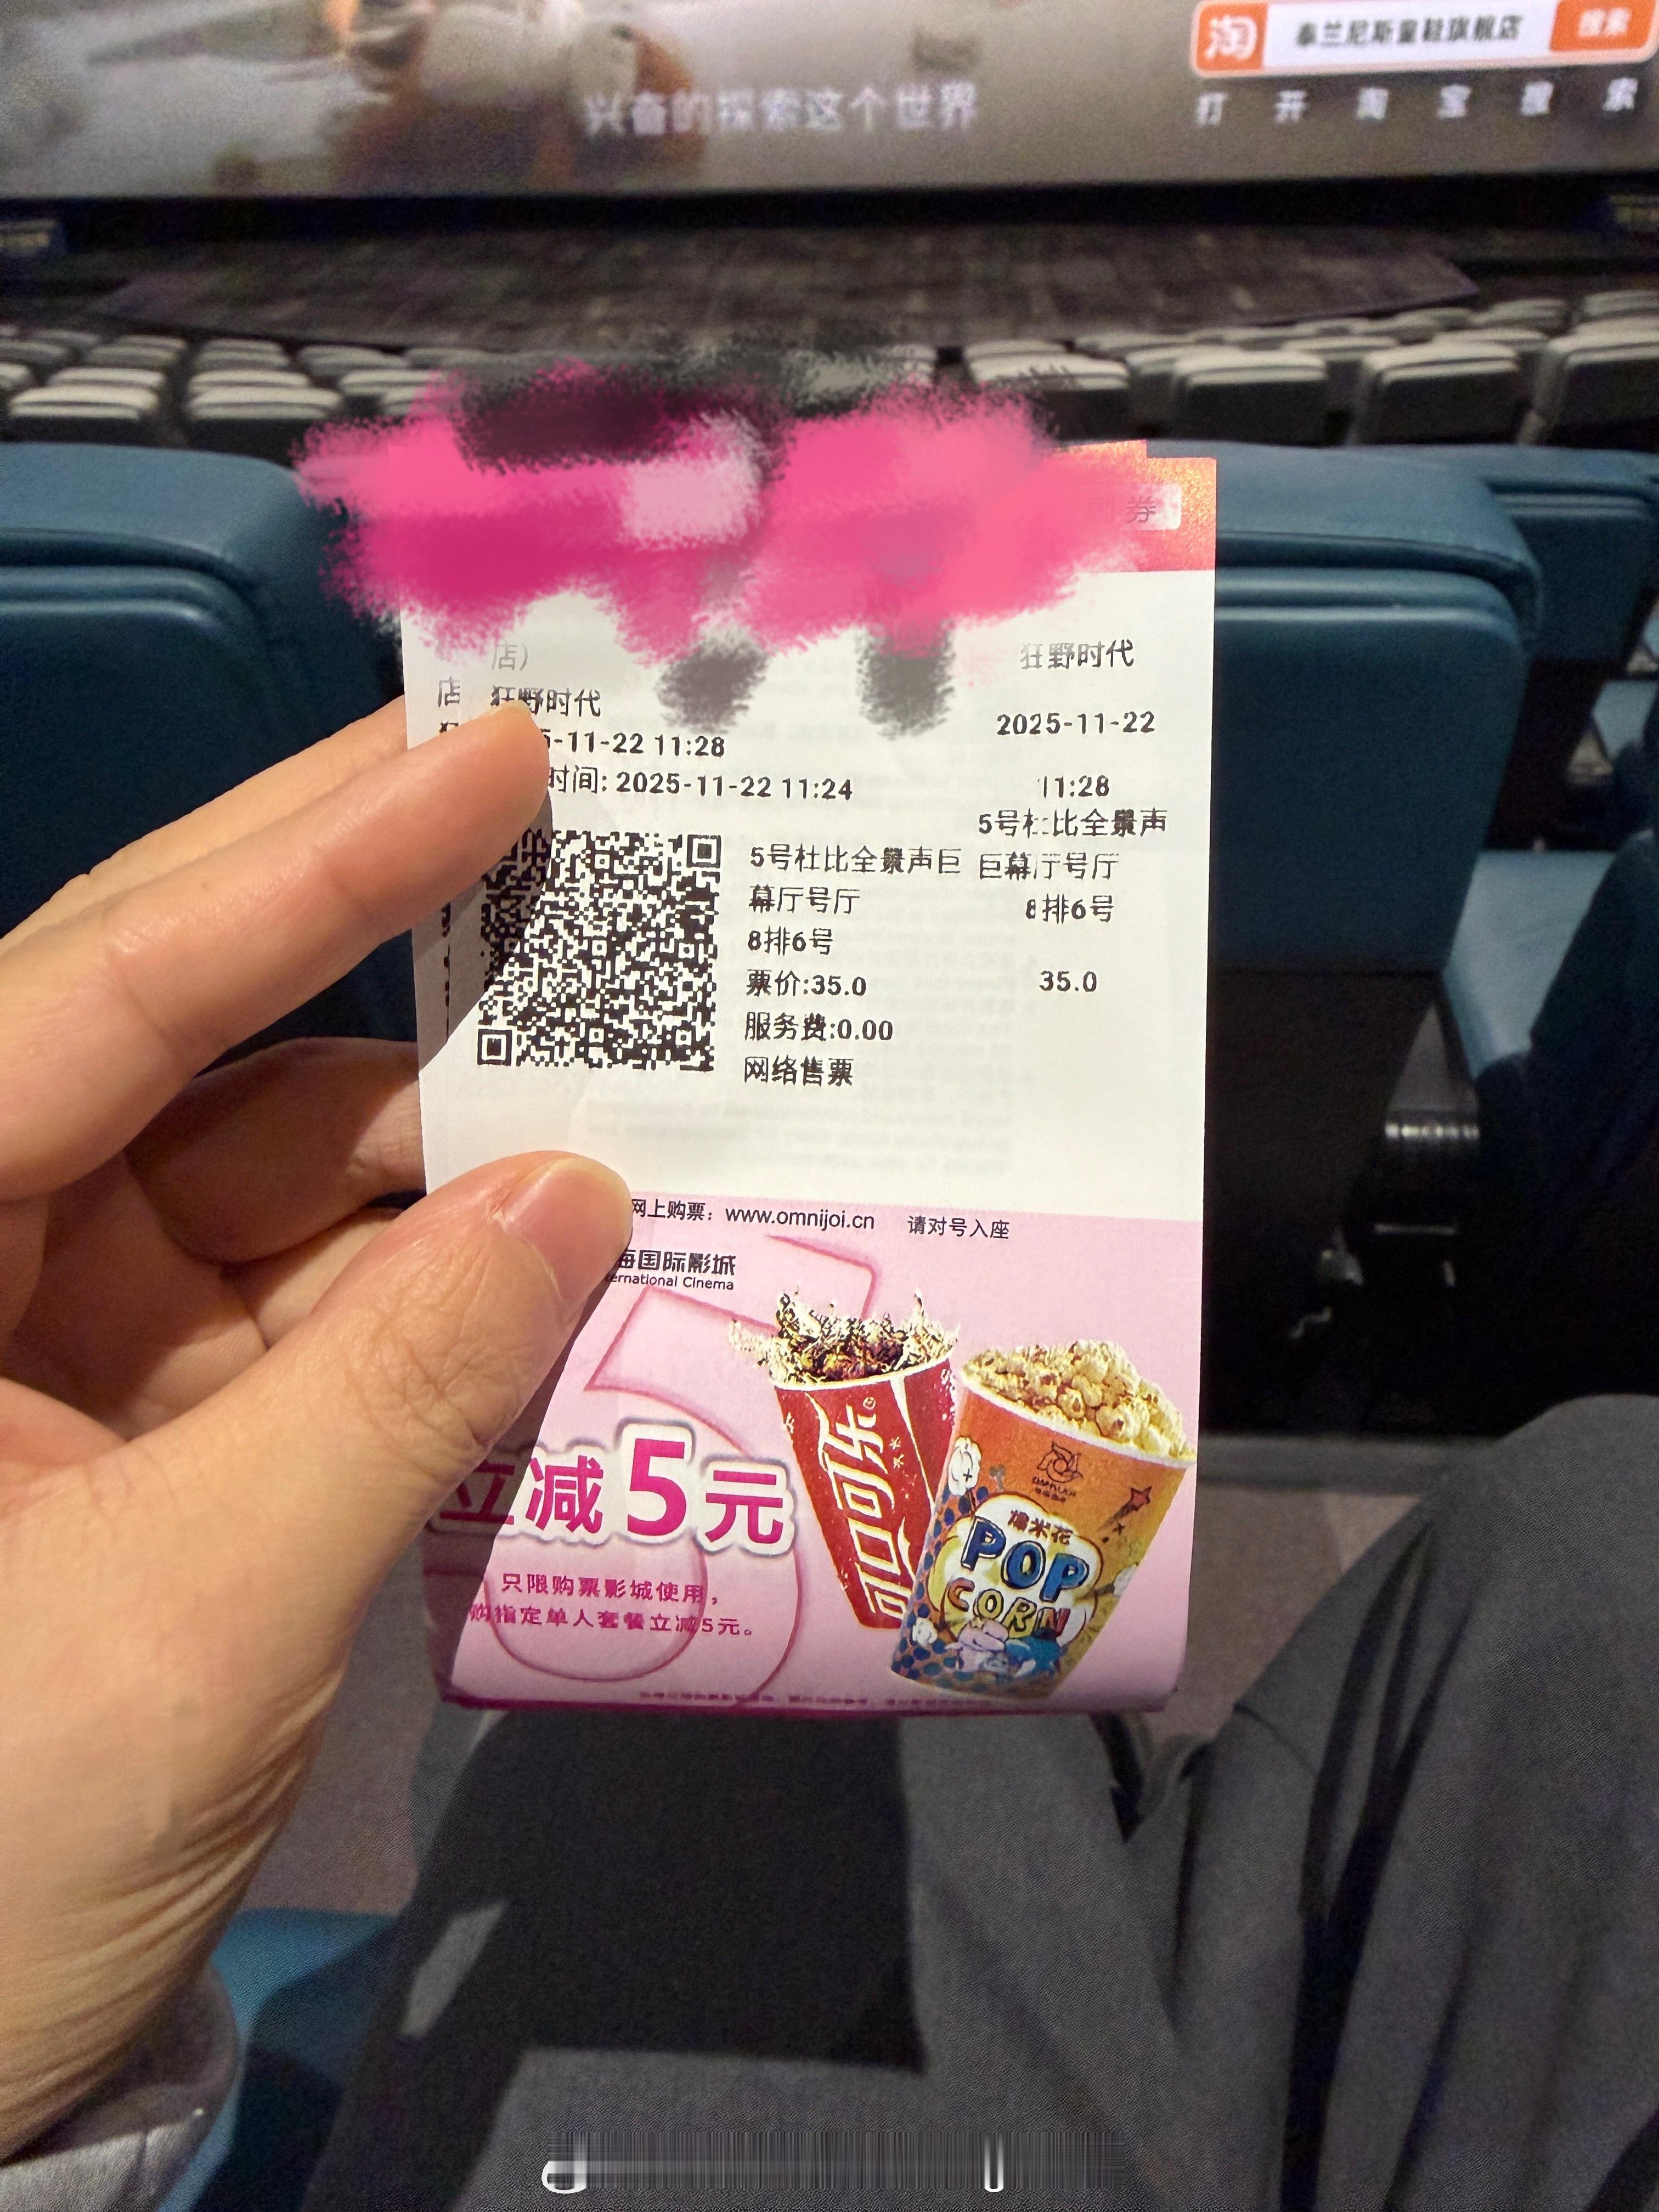 淘 泰兰尼斯童鞋旗舰店 搜索
打开淘宝搜索
兴奋的探索这个世界
副券
店）
店
狂野时代
-11-22 11:28
时间: 2025-11-22 11:24
5号杜比全景声巨
幕厅号厅
8排6号
票价:35.0
服务费:0.00
网络售票
狂野时代
2025-11-22
11:28
5号杜比全景声
巨幕厅号厅
8排6号
35.0
网上购票：www.omnijoi.cn 请对号入座
海国际影城
ernational Cinema
立减5元
只限购票影城使用，
购指定单人套餐立减5元。
可口可乐
爆米花
POP
CORN